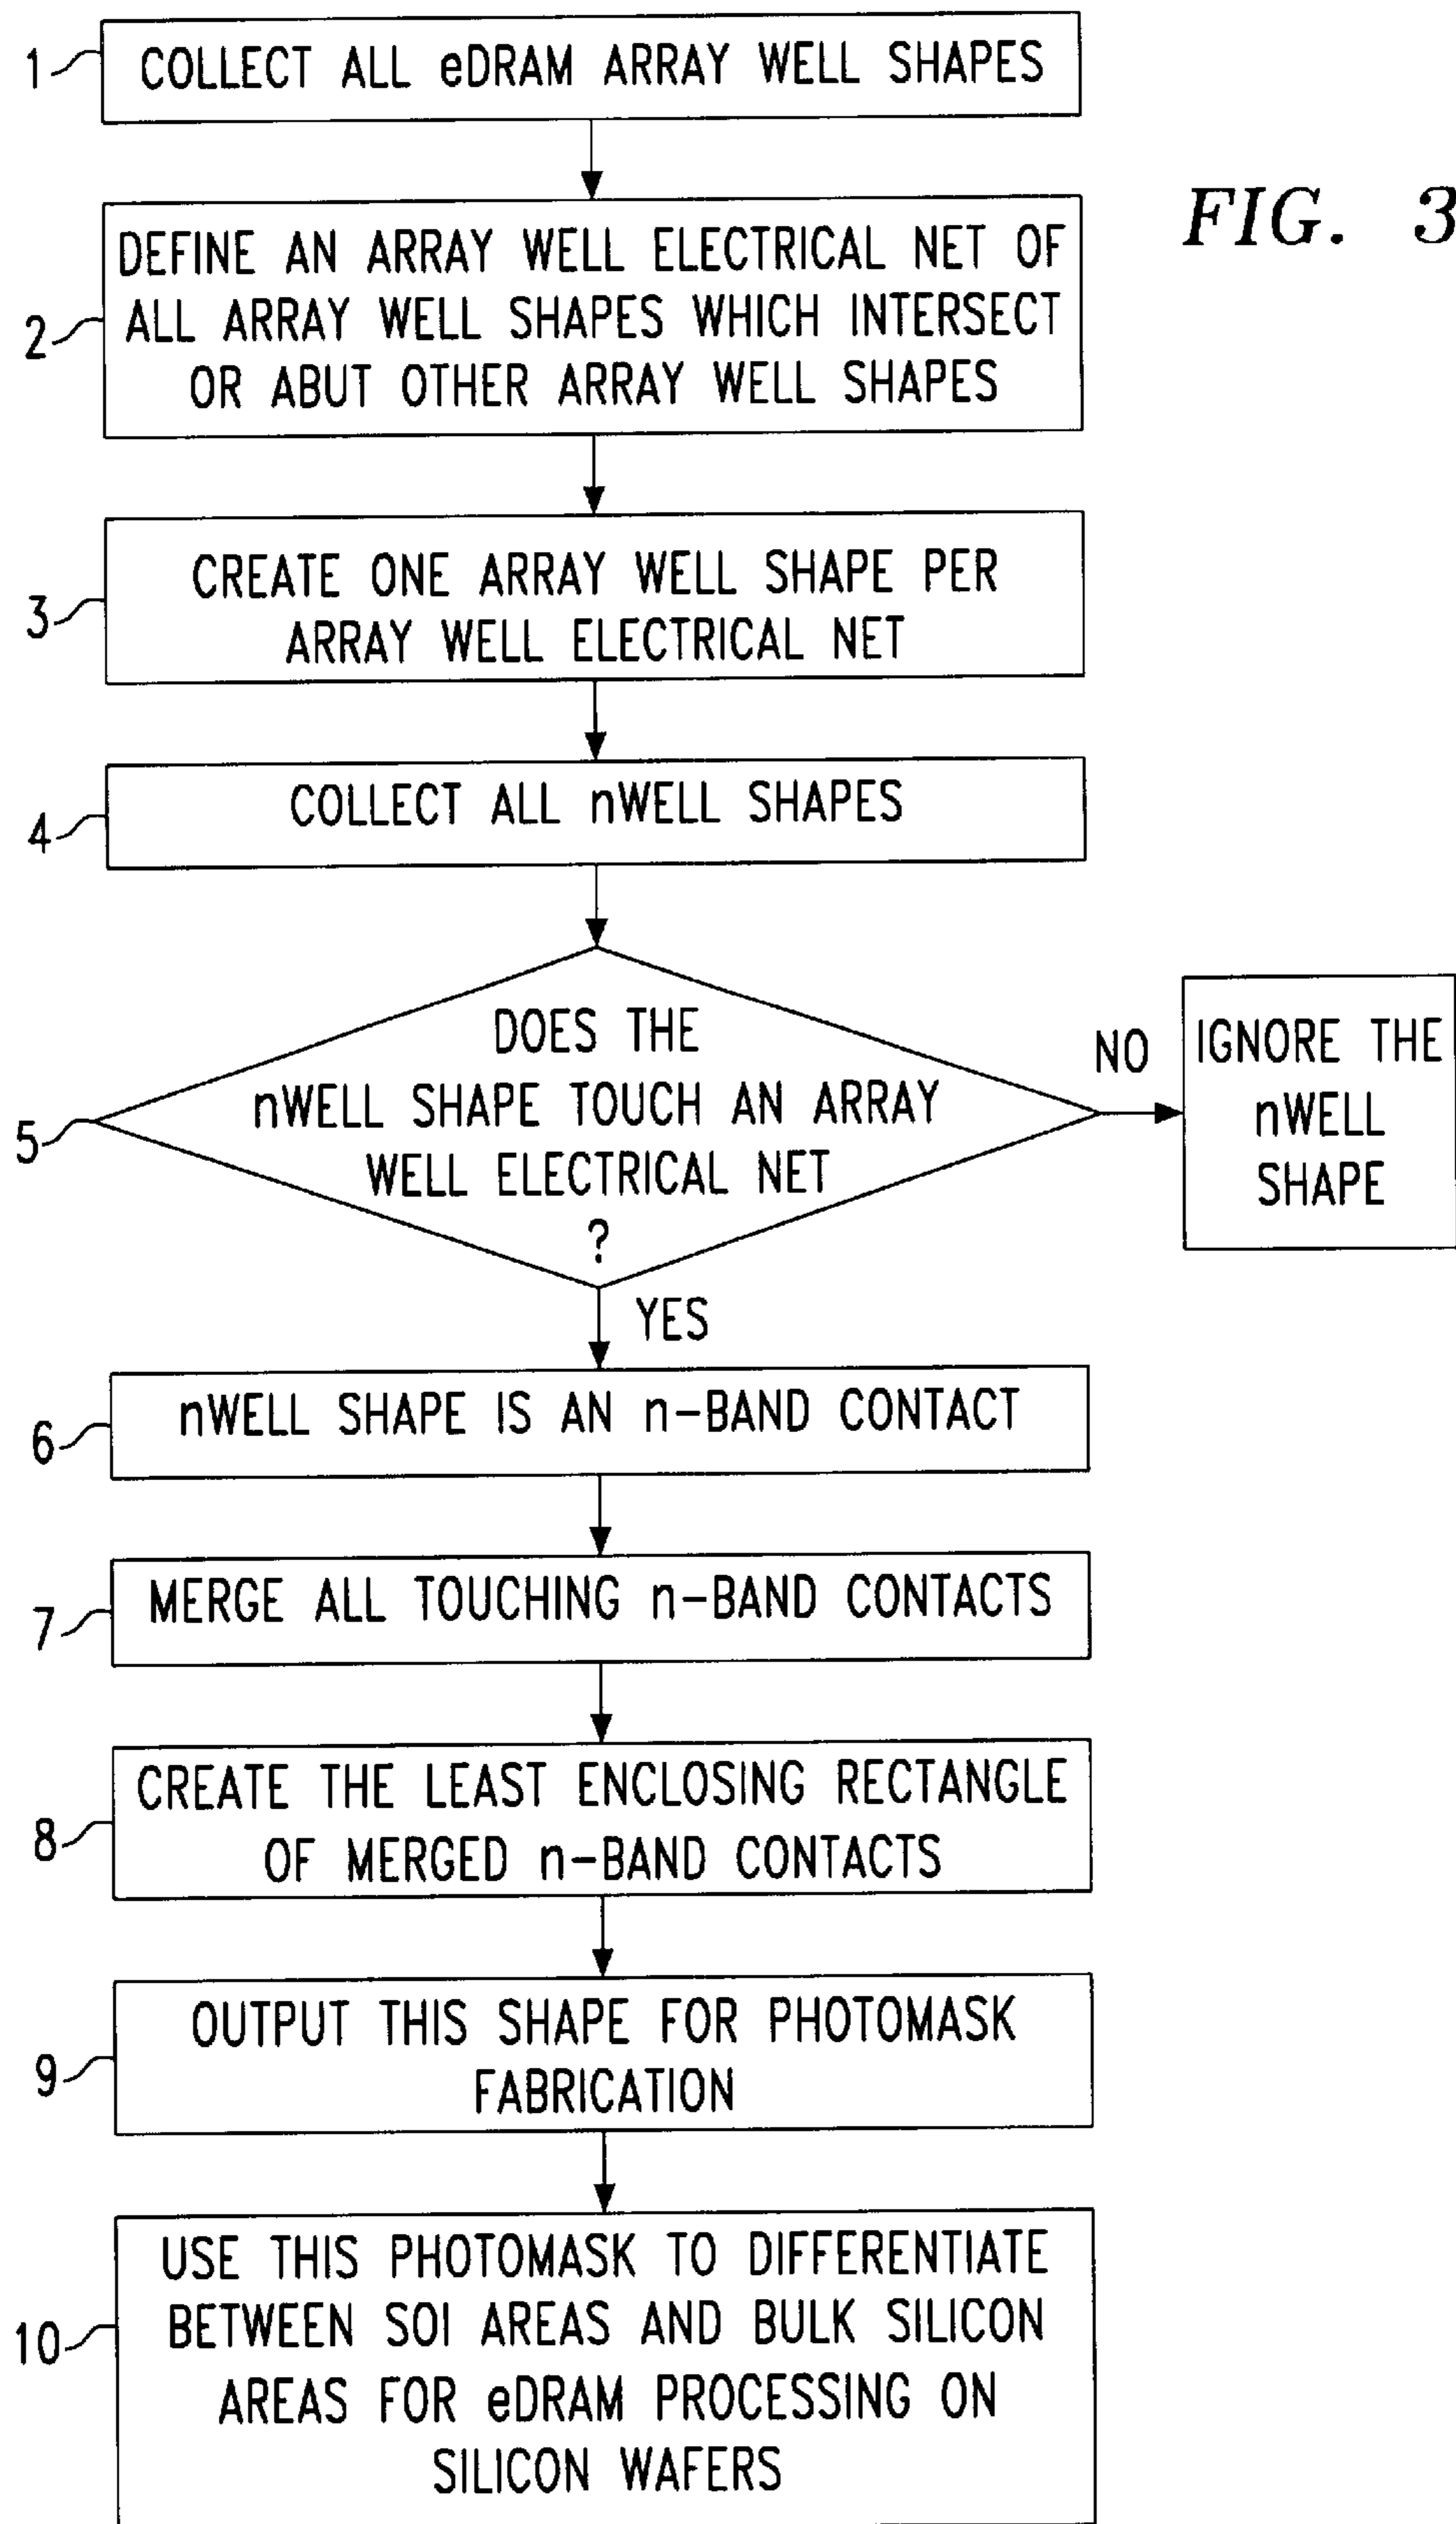 1
COLLECT ALL eDRAM ARRAY WELL SHAPES
FIG. 3
2
DEFINE AN ARRAY WELL ELECTRICAL NET OF
ALL ARRAY WELL SHAPES WHICH INTERSECT
OR ABUT OTHER ARRAY WELL SHAPES
3
CREATE ONE ARRAY WELL SHAPE PER
ARRAY WELL ELECTRICAL NET
4
COLLECT ALL nWELL SHAPES
5
DOES THE
nWELL SHAPE TOUCH AN ARRAY
WELL ELECTRICAL NET
?
NO
IGNORE THE
nWELL
SHAPE
YES
6
nWELL SHAPE IS AN n-BAND CONTACT
7
MERGE ALL TOUCHING n-BAND CONTACTS
8
CREATE THE LEAST ENCLOSING RECTANGLE
OF MERGED n-BAND CONTACTS
9
OUTPUT THIS SHAPE FOR PHOTOMASK
FABRICATION
10
USE THIS PHOTOMASK TO DIFFERENTIATE
BETWEEN SOI AREAS AND BULK SILICON
AREAS FOR eDRAM PROCESSING ON
SILICON WAFERS